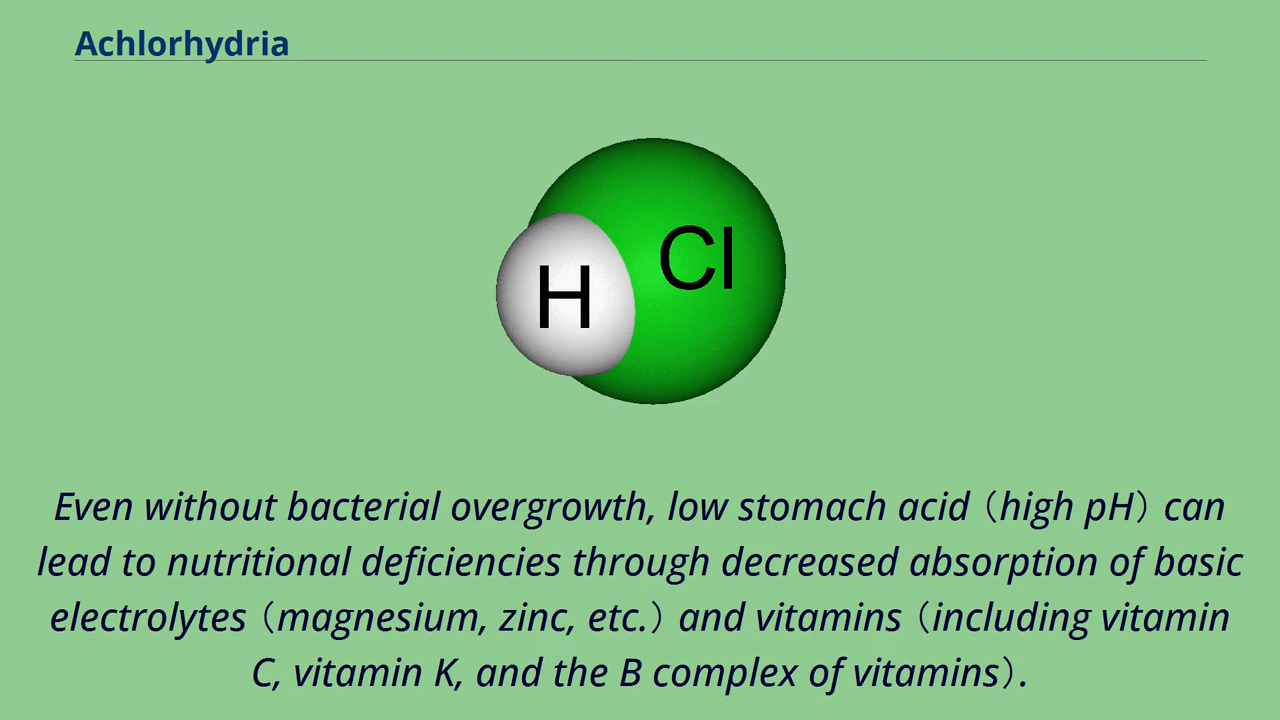 Achlorhydria
H
Cl
Even without bacterial overgrowth, low stomach acid (high pH) can
lead to nutritional deficiencies through decreased absorption of basic
electrolytes (magnesium, zinc, etc.) and vitamins (including vitamin
C, vitamin K, and the B complex of vitamins).